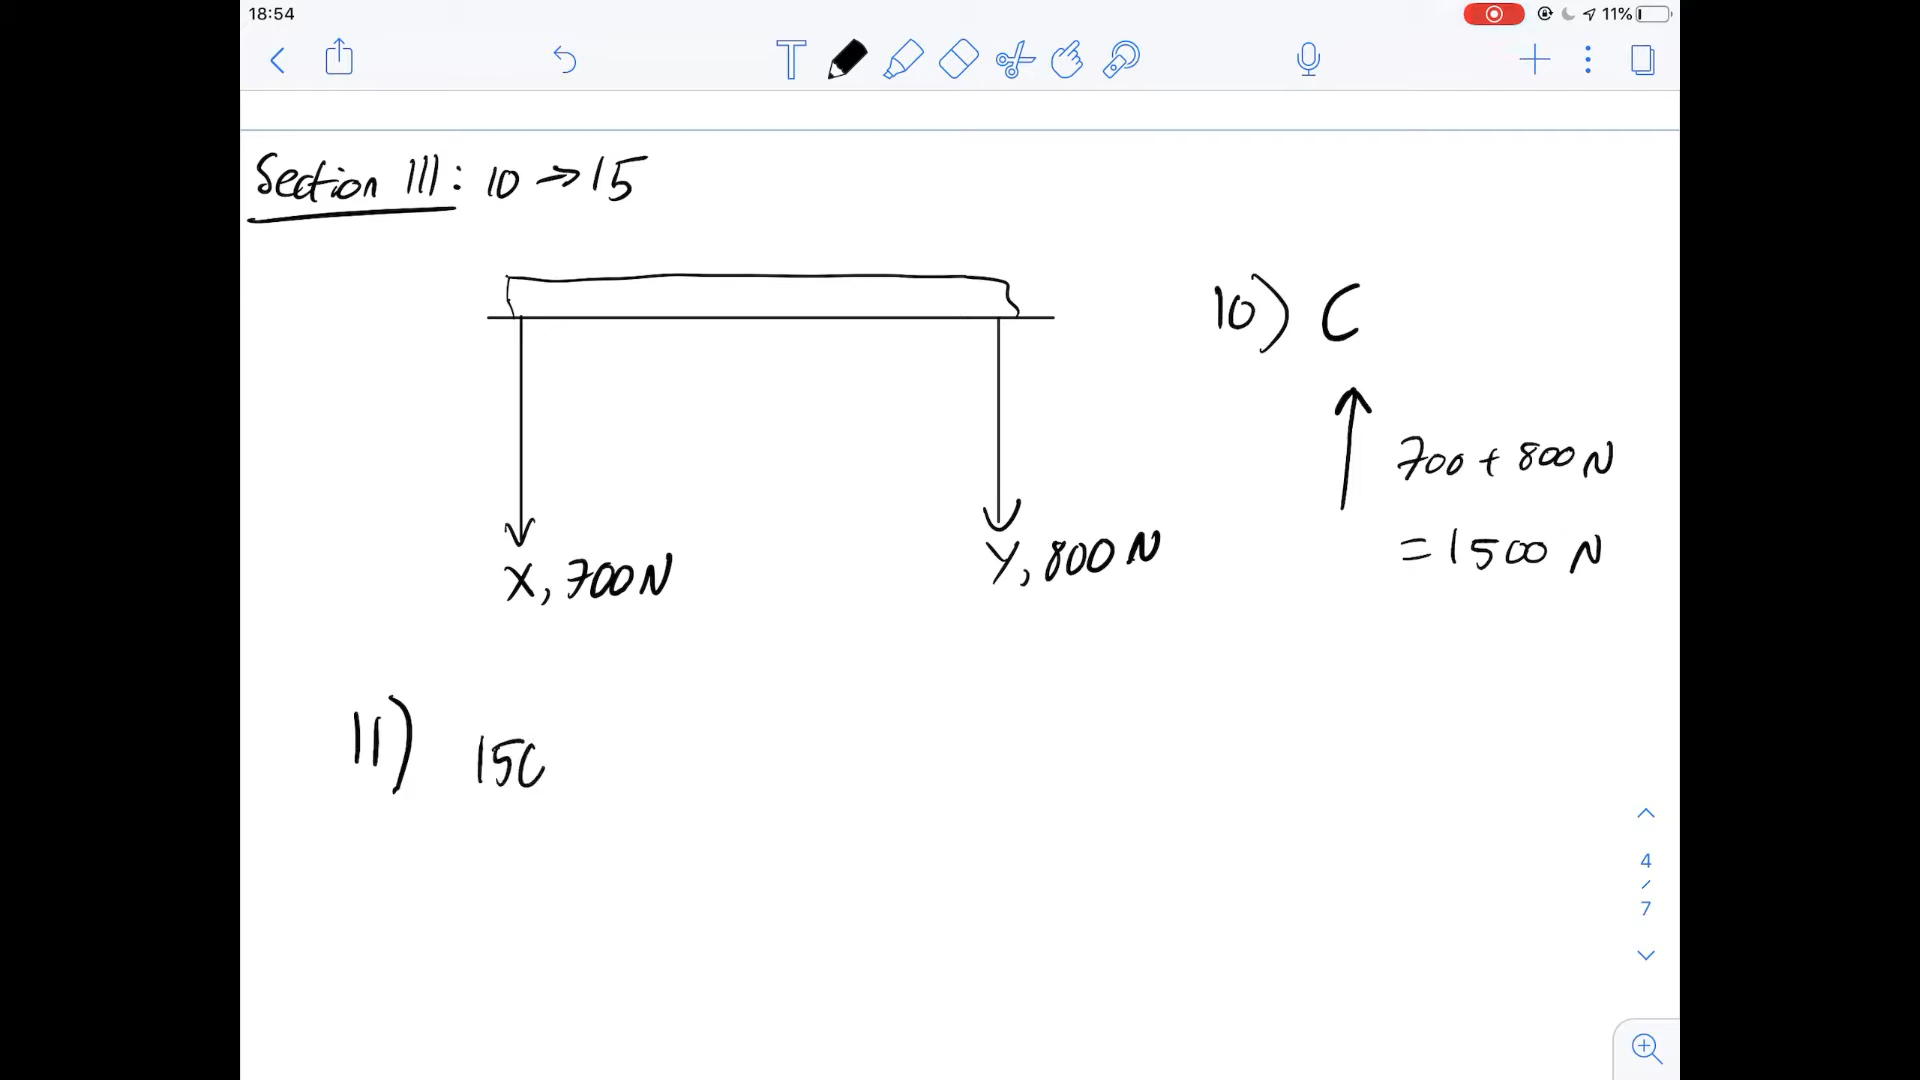 18:54
11%
Section III: 10 → 15
10) C
700 + 800 N
= 1500 N
X, 700 N
Y, 800 N
11) 150
4
/
7